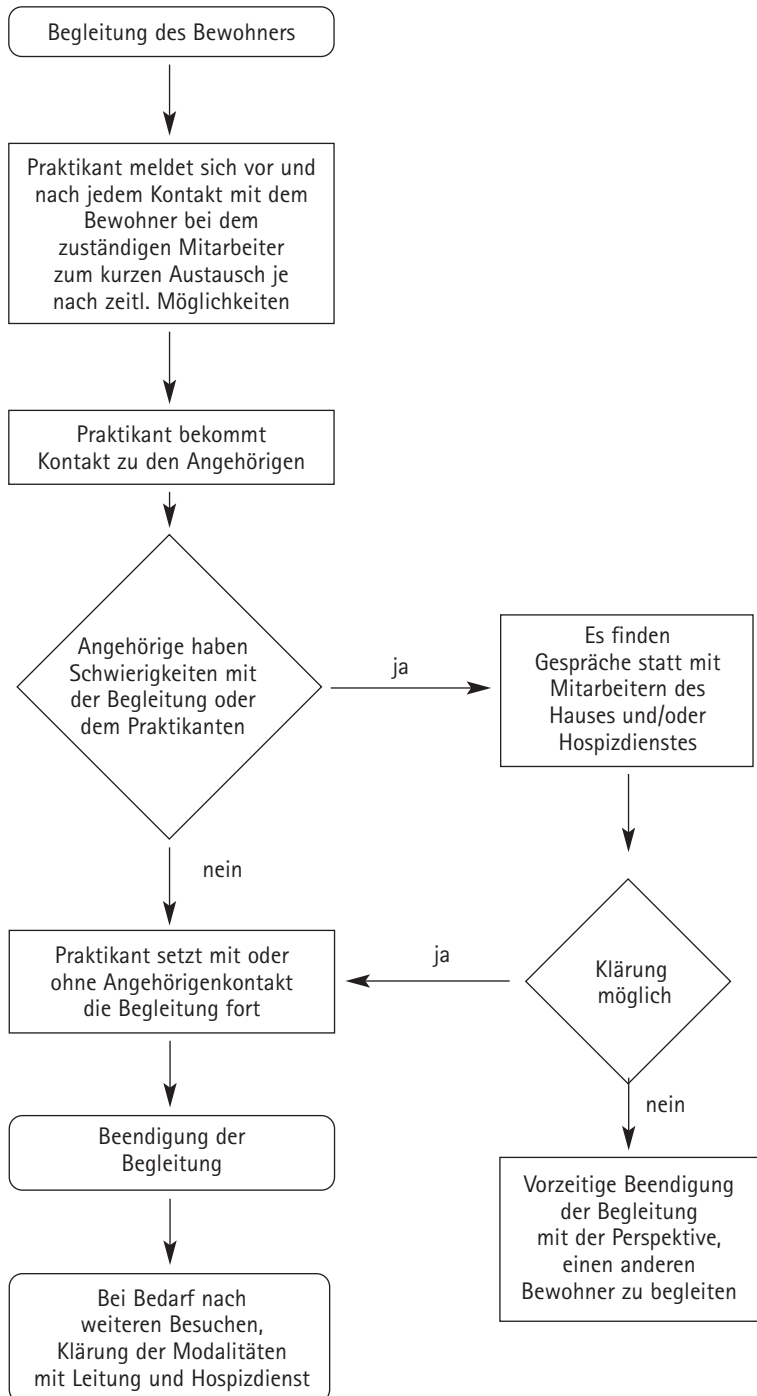 Begleitung des Bewohners
Praktikant meldet sich vor und
nach jedem Kontakt mit dem
Bewohner bei dem
zuständigen Mitarbeiter
zum kurzen Austausch je
nach zeitl. Möglichkeiten
Praktikant bekommt
Kontakt zu den Angehörigen
Angehörige haben
Schwierigkeiten mit
der Begleitung oder
dem Praktikanten
ja
Es finden
Gespräche statt mit
Mitarbeitern des
Hauses und/oder
Hospizdienstes
nein
Praktikant setzt mit oder
ohne Angehörigenkontakt
die Begleitung fort
ja
Klärung
möglich
nein
Beendigung der
Begleitung
Vorzeitige Beendigung
der Begleitung
mit der Perspektive,
einen anderen
Bewohner zu begleiten
Bei Bedarf nach
weiteren Besuchen,
Klärung der Modalitäten
mit Leitung und Hospizdienst